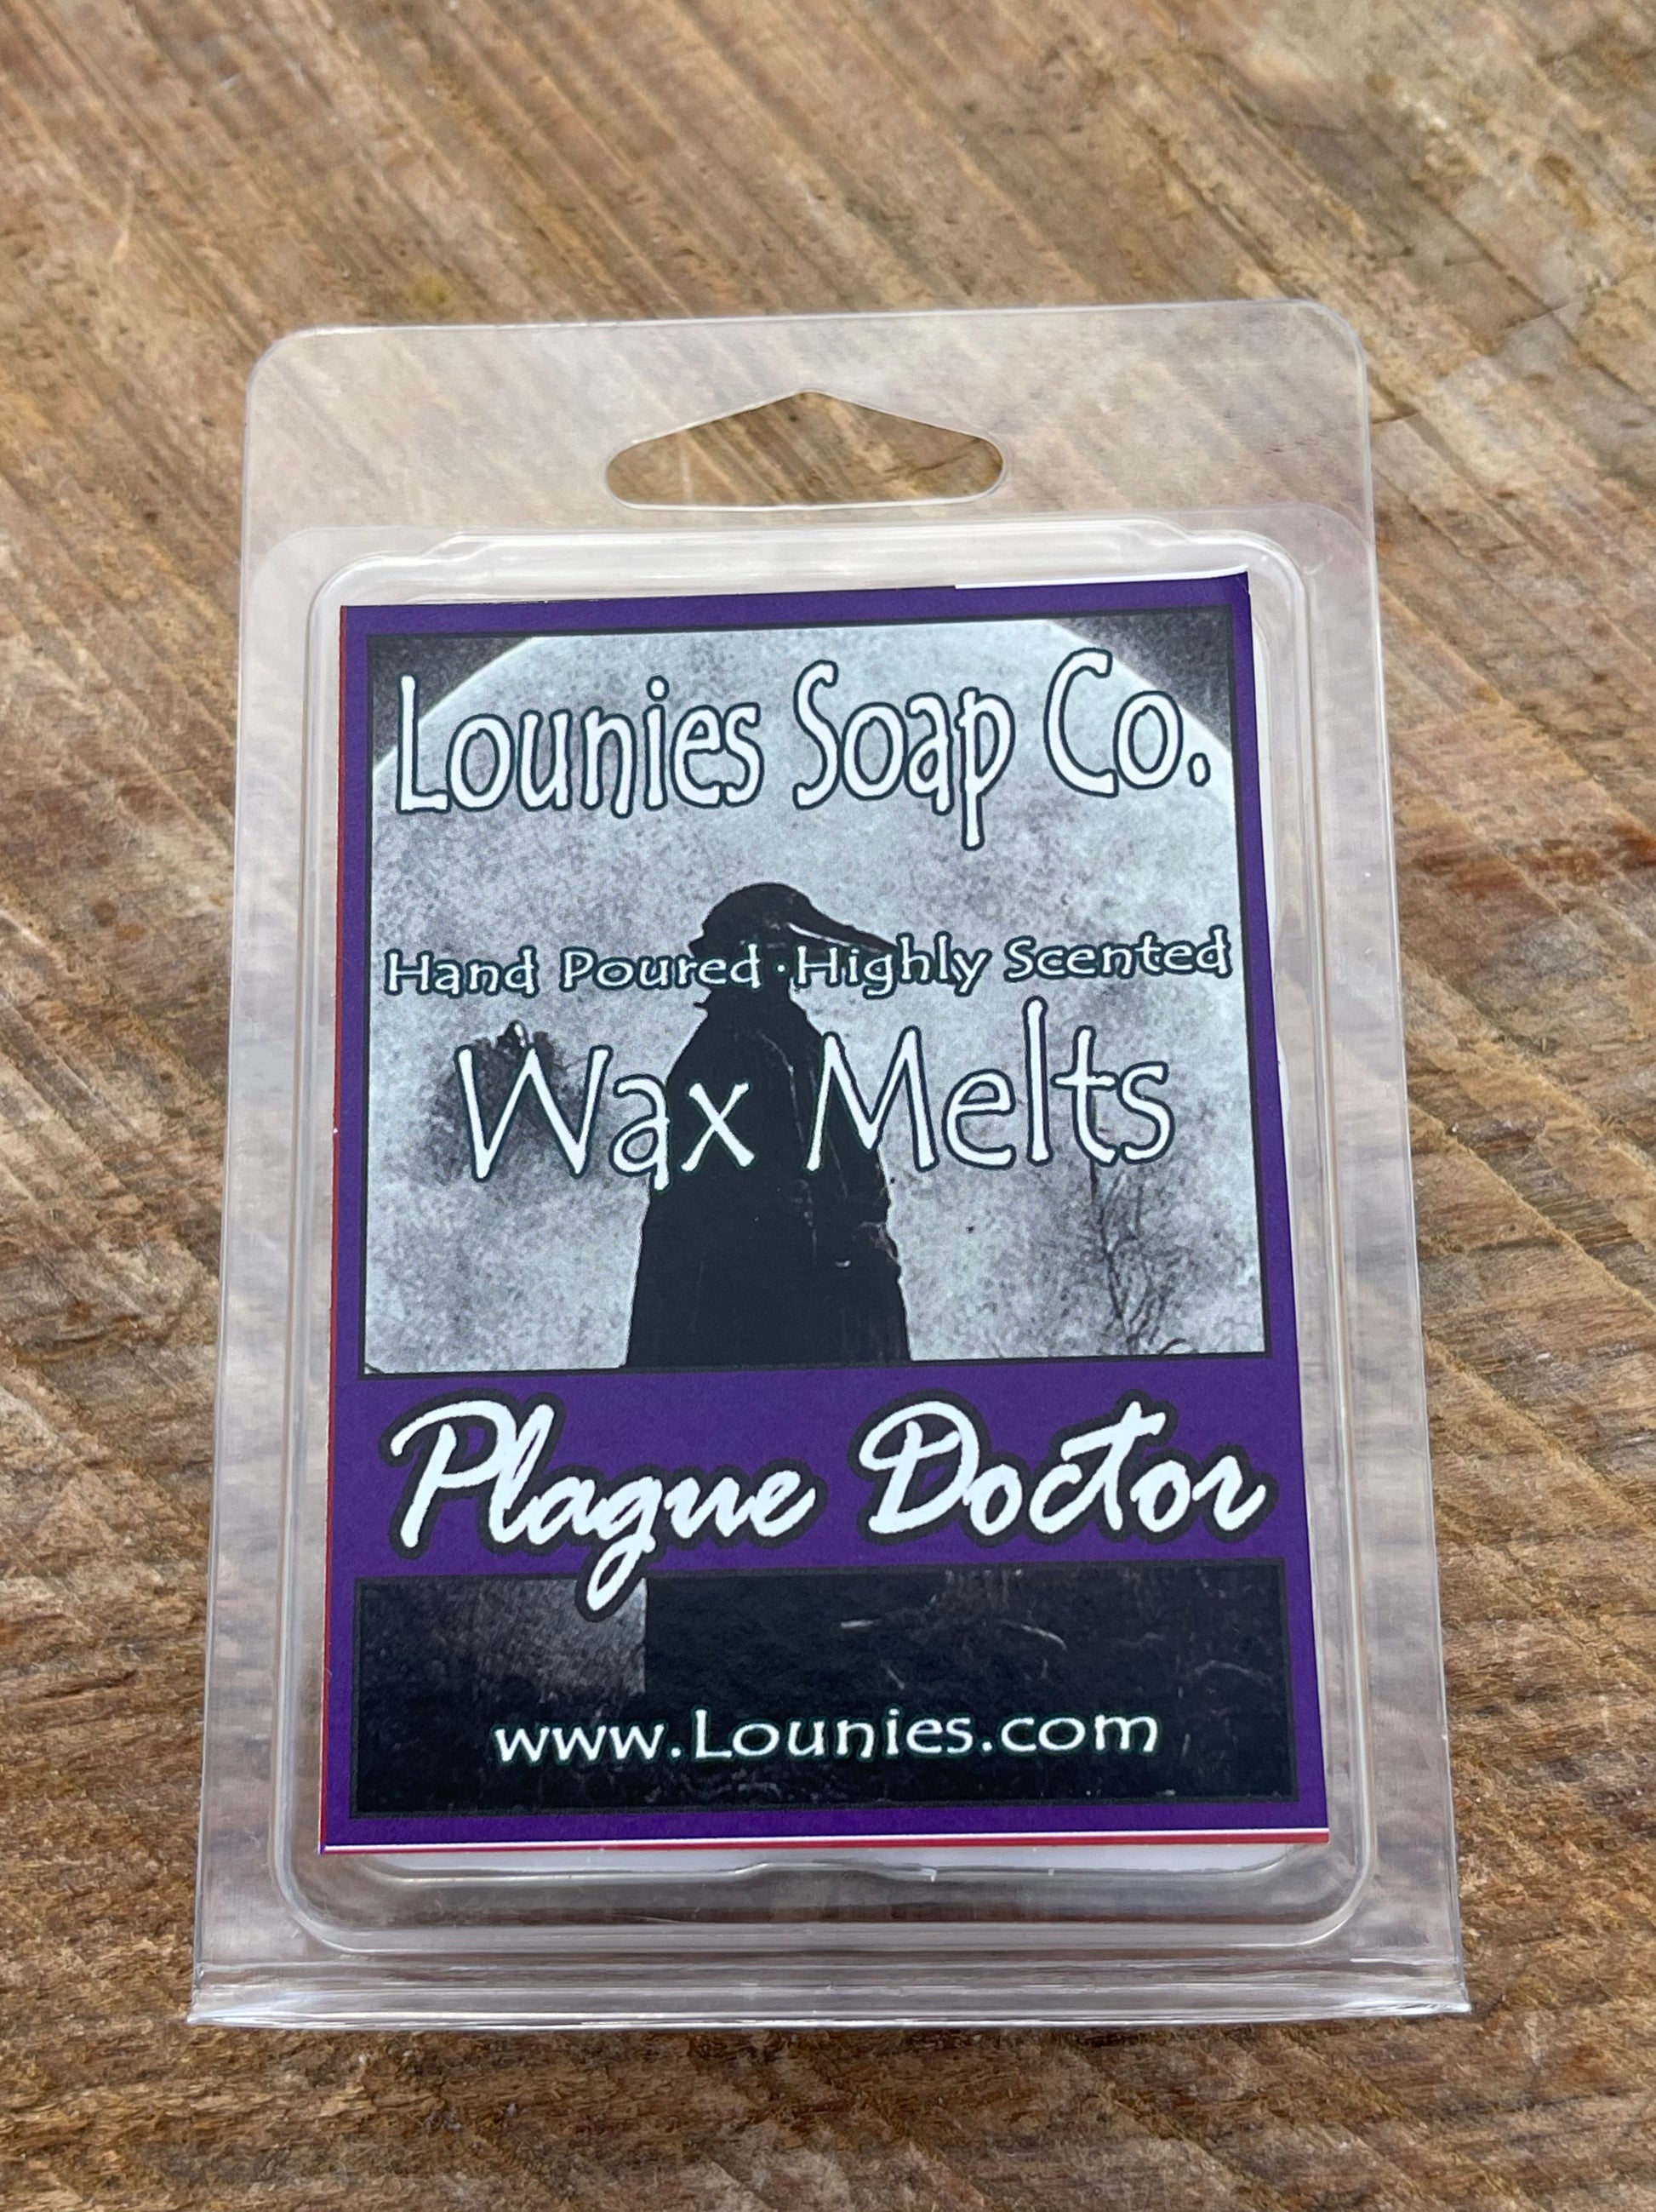 Lounies Soap Co.
Hand Poured · Highly Scented
Wax Melts
Plague Doctor
www.Lounies.com